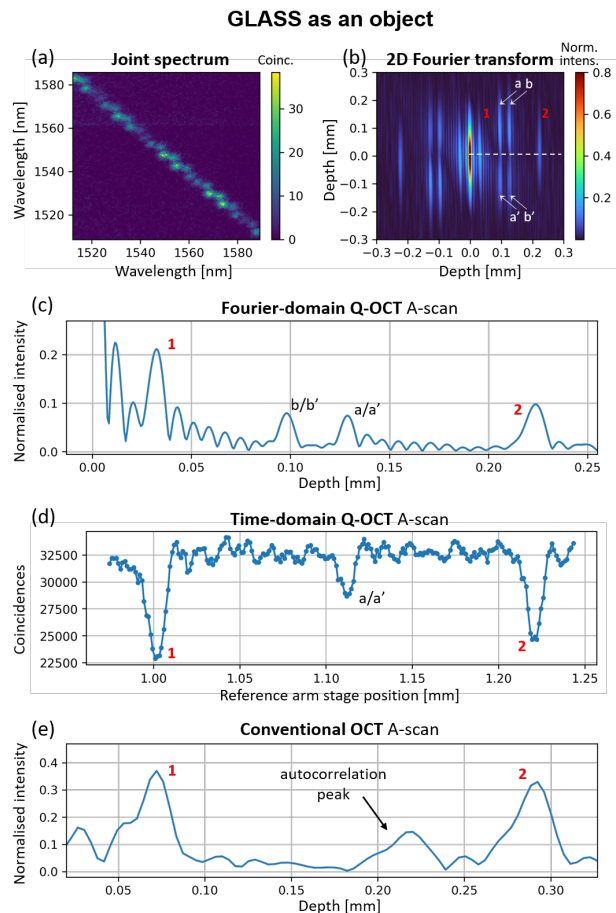 GLASS as an object
(a)
Joint spectrum
Coinc.
Wavelength [nm]
1580
1560
1540
1520
1520
1540
1560
1580
Wavelength [nm]
30
20
10
0
(b)
2D Fourier transform
Norm.
intens.
Depth [mm]
0.3
0.2
0.1
0.0
−0.1
−0.2
−0.3
a b
1
2
a’ b’
−0.3
−0.2
−0.1
0.0
0.1
0.2
0.3
Depth [mm]
0.8
0.6
0.4
0.2
(c)
Fourier-domain Q-OCT A-scan
Normalised intensity
0.2
0.1
0.0
1
b/b’
a/a’
2
0.00
0.05
0.10
0.15
0.20
0.25
Depth [mm]
(d)
Time-domain Q-OCT A-scan
Coincidences
32500
30000
27500
25000
22500
1
a/a’
2
1.00
1.05
1.10
1.15
1.20
1.25
Reference arm stage position [mm]
(e)
Conventional OCT A-scan
Normalised intensity
0.4
0.3
0.2
0.1
0.0
1
autocorrelation
peak
2
0.05
0.10
0.15
0.20
0.25
0.30
Depth [mm]